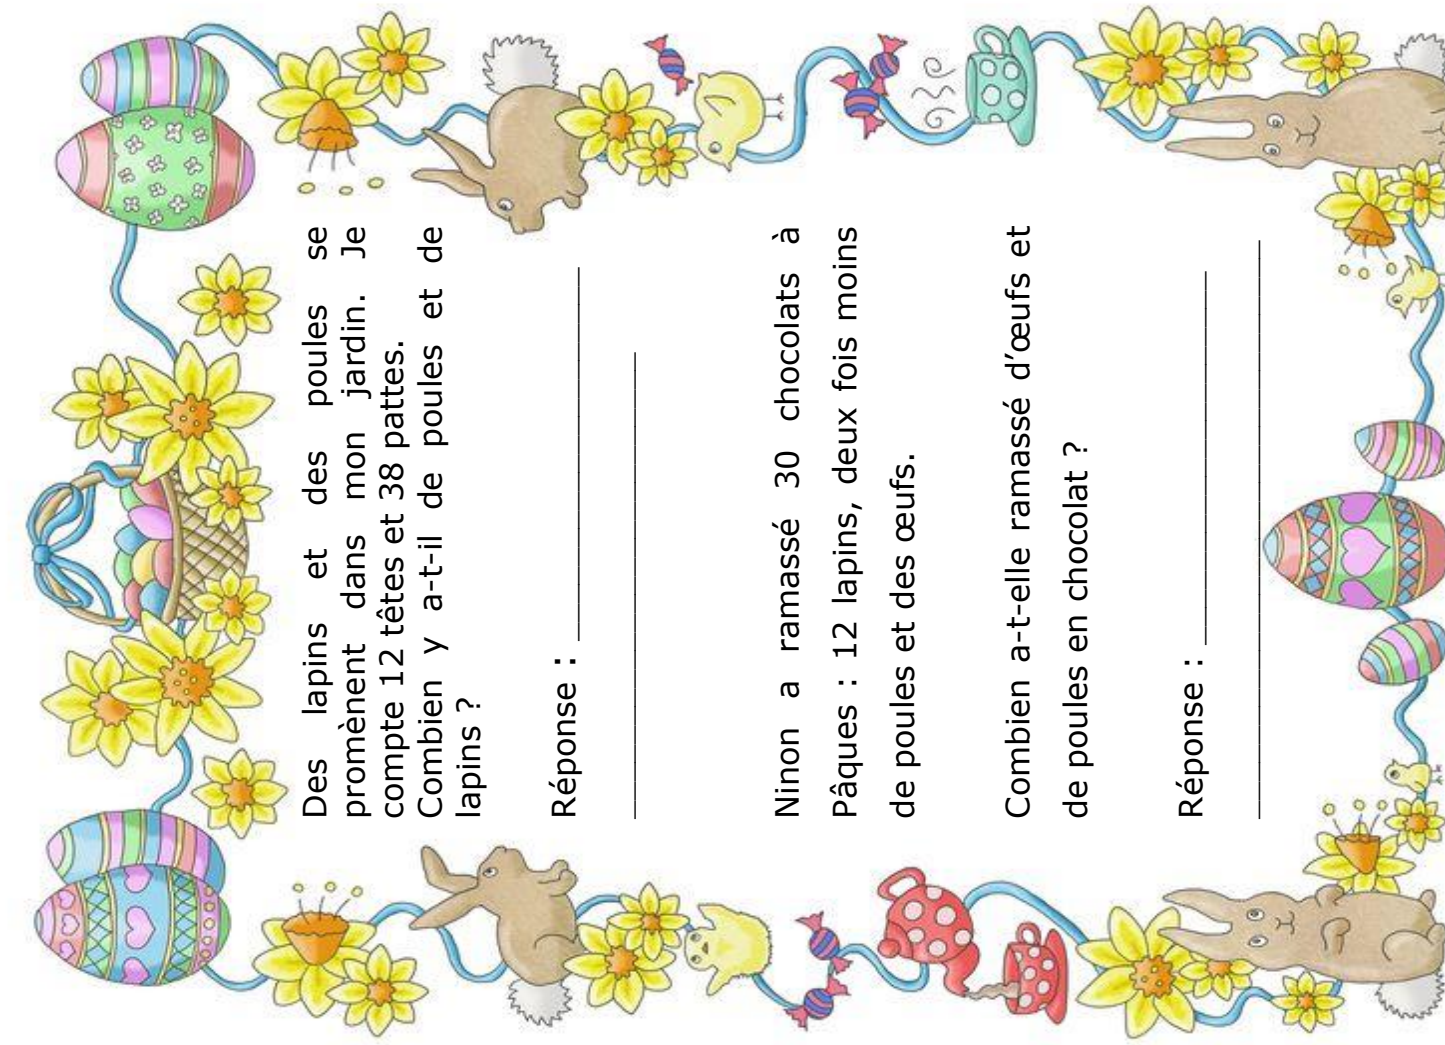 Des lapins et des poules se
promènent dans mon jardin. Je
compte 12 têtes et 38 pattes.
Combien y a-t-il de poules et de
lapins ?
Réponse :
Ninon a ramassé 30 chocolats à
Pâques : 12 lapins, deux fois moins
de poules et des œufs.
Combien a-t-elle ramassé d’œufs et
de poules en chocolat ?
Réponse :